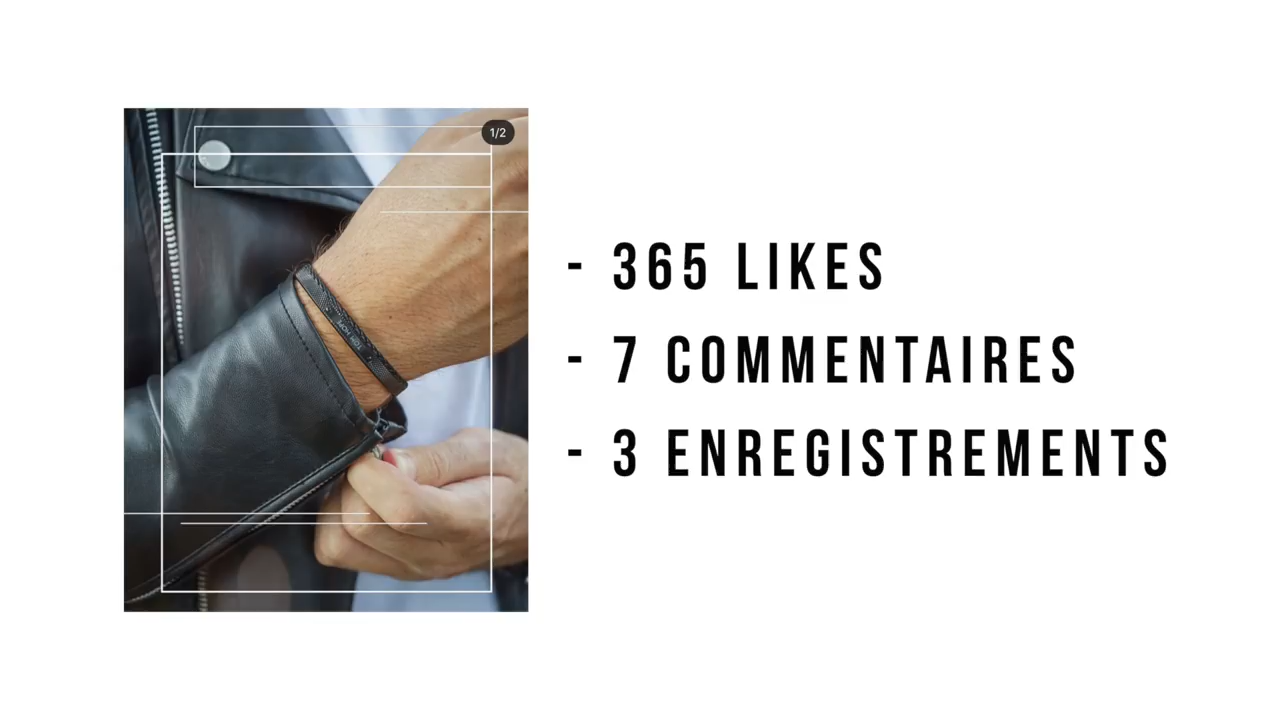 1/2
- 365 LIKES
- 7 COMMENTAIRES
- 3 ENREGISTREMENTS